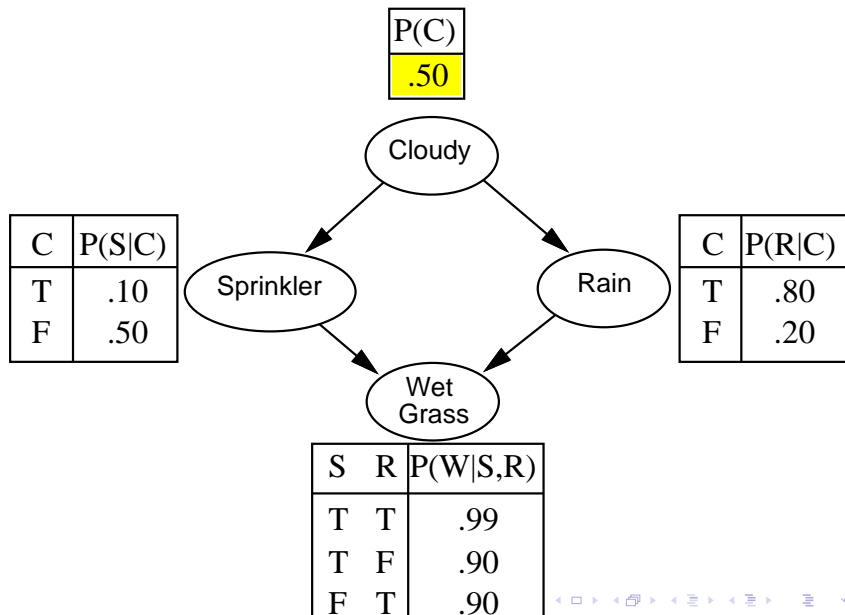 P(C)
.50
Cloudy
C P(S|C)
T .10
F .50
Sprinkler
Rain
C P(R|C)
T .80
F .20
Wet
Grass
S R P(W|S,R)
T T .99
T F .90
F T .90